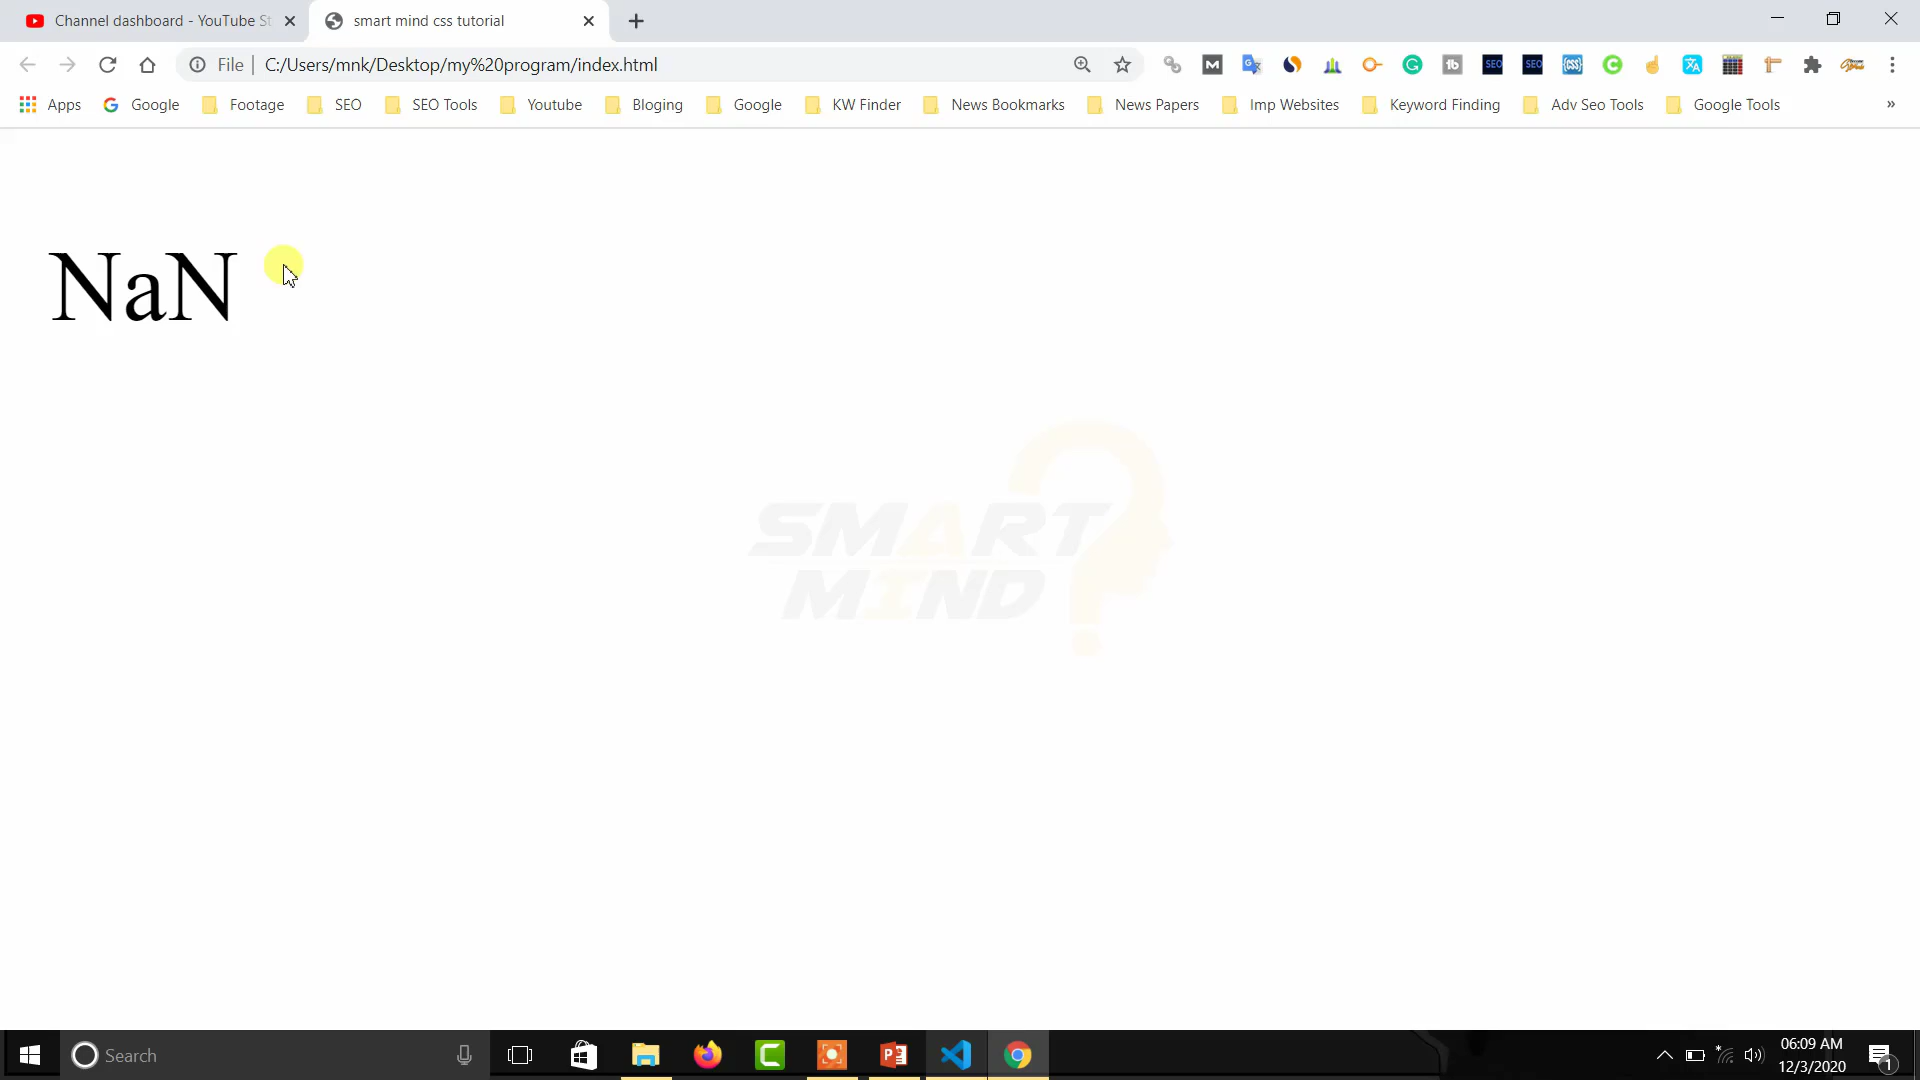 Channel dashboard - YouTube St
smart mind css tutorial
File
C:/Users/mnk/Desktop/my%20program/index.html
Apps
Google
Footage
SEO
SEO Tools
Youtube
Bloging
Google
KW Finder
News Bookmarks
News Papers
Imp Websites
Keyword Finding
Adv Seo Tools
Google Tools
»
NaN
SMART
MIND
Search
06:09 AM
12/3/2020
1